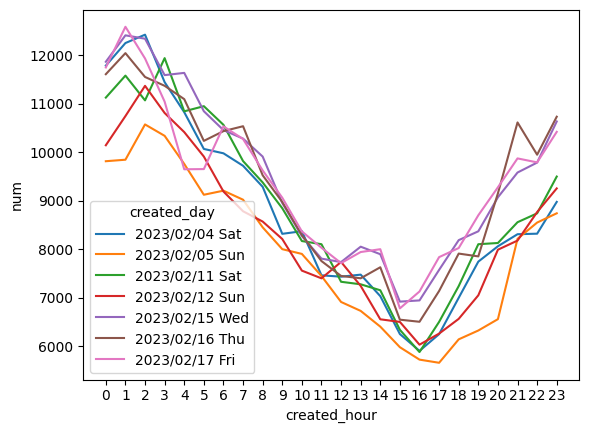 12000
11000
10000
9000
8000
7000
6000
num
created_day
2023/02/04 Sat
2023/02/05 Sun
2023/02/11 Sat
2023/02/12 Sun
2023/02/15 Wed
2023/02/16 Thu
2023/02/17 Fri
0 1 2 3 4 5 6 7 8 9 10 11 12 13 14 15 16 17 18 19 20 21 22 23
created_hour